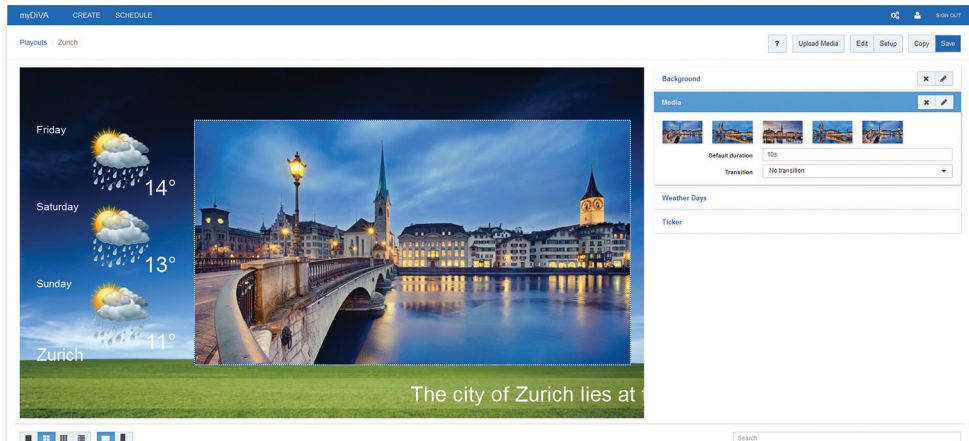 myDiVA CREATE SCHEDULE SIGN OUT
Playouts / Zurich ? Upload Media Edit Setup Copy Save
Background
Media
Default duration 10s
Transition No transition
Weather Days
Ticker
Friday
14°
Saturday
13°
Sunday
11°
Zurich
The city of Zurich lies at
Search